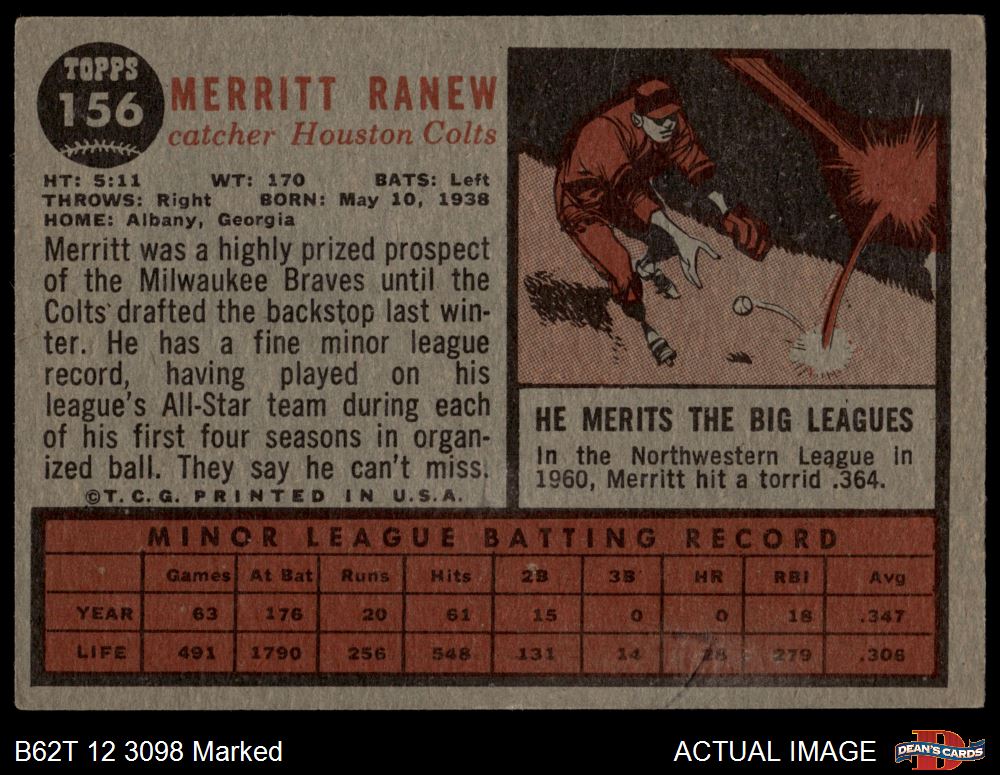 TOPPS
156
MERRITT RANEW
catcher Houston Colts
HT: 5:11 WT: 170 BATS: Left
THROWS: Right BORN: May 10, 1938
HOME: Albany, Georgia
Merritt was a highly prized prospect
of the Milwaukee Braves until the
Colts drafted the backstop last win-
ter. He has a fine minor league
record, having played on his
league's All-Star team during each
of his first four seasons in organ-
ized ball. They say he can't miss.
©T.C.G. PRINTED IN U.S.A.
HE MERITS THE BIG LEAGUES
In the Northwestern League in
1960, Merritt hit a torrid .364.
MINOR LEAGUE BATTING RECORD
Games At Bat Runs Hits 2B 3B HR RBI Avg
YEAR 63 176 20 61 15 0 0 18 .347
LIFE 491 1790 256 548 131 14 28 279 .306
B62T 12 3098 Marked
ACTUAL IMAGE
DEAN'S CARDS